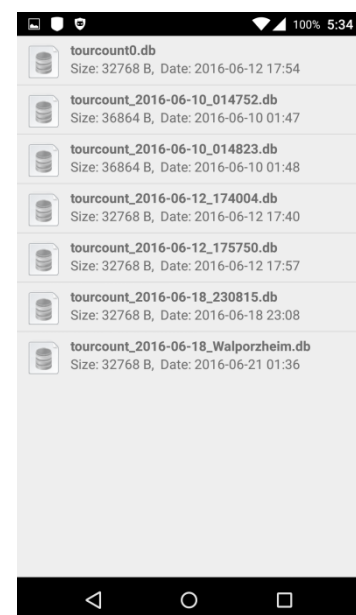 100% 5:34
tourcount0.db
Size: 32768 B, Date: 2016-06-12 17:54
tourcount_2016-06-10_014752.db
Size: 36864 B, Date: 2016-06-10 01:47
tourcount_2016-06-10_014823.db
Size: 36864 B, Date: 2016-06-10 01:48
tourcount_2016-06-12_174004.db
Size: 32768 B, Date: 2016-06-12 17:40
tourcount_2016-06-12_175750.db
Size: 32768 B, Date: 2016-06-12 17:57
tourcount_2016-06-18_230815.db
Size: 32768 B, Date: 2016-06-18 23:08
tourcount_2016-06-18_Walporzheim.db
Size: 32768 B, Date: 2016-06-21 01:36